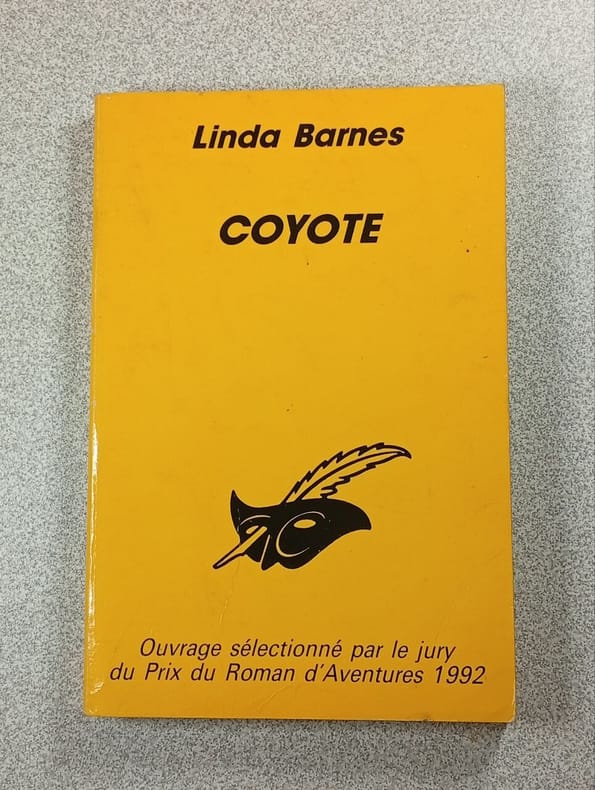 Linda Barnes
COYOTE
Ouvrage sélectionné par le jury
du Prix du Roman d'Aventures 1992